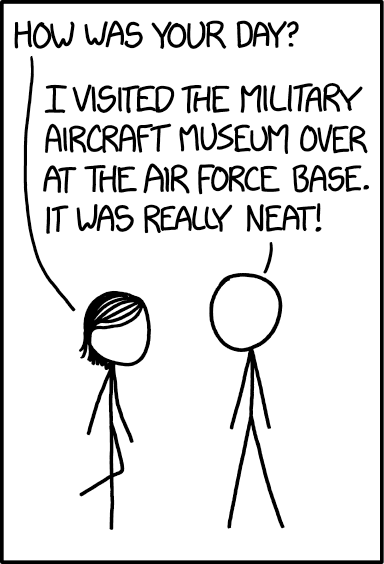 HOW WAS YOUR DAY?
I VISITED THE MILITARY
AIRCRAFT MUSEUM OVER
AT THE AIR FORCE BASE.
IT WAS REALLY NEAT!